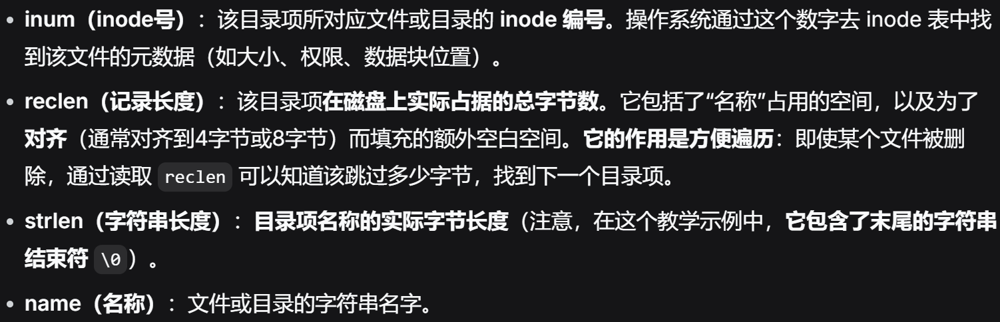 • inum（inode号）：该目录项所对应文件或目录的 inode 编号。操作系统通过这个数字去 inode 表中找
到该文件的元数据（如大小、权限、数据块位置）。
• reclen（记录长度）：该目录项在磁盘上实际占据的总字节数。它包括了“名称”占用的空间，以及为了
对齐（通常对齐到4字节或8字节）而填充的额外空白空间。它的作用是方便遍历：即使某个文件被删
除，通过读取 reclen 可以知道该跳过多少字节，找到下一个目录项。
• strlen（字符串长度）：目录项名称的实际字节长度（注意，在这个教学示例中，它包含了末尾的字符串
结束符 \0）。
• name（名称）：文件或目录的字符串名字。